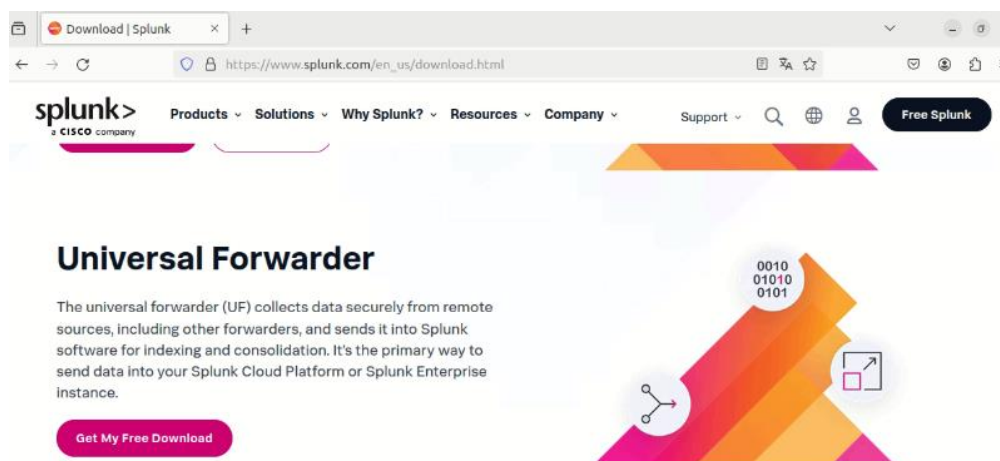 Download | Splunk
https://www.splunk.com/en_us/download.html
splunk>
a CISCO company
Products Solutions Why Splunk? Resources Company Support Free Splunk
Universal Forwarder
The universal forwarder (UF) collects data securely from remote
sources, including other forwarders, and sends it into Splunk
software for indexing and consolidation. It's the primary way to
send data into your Splunk Cloud Platform or Splunk Enterprise
instance.
Get My Free Download
0010
01010
0101